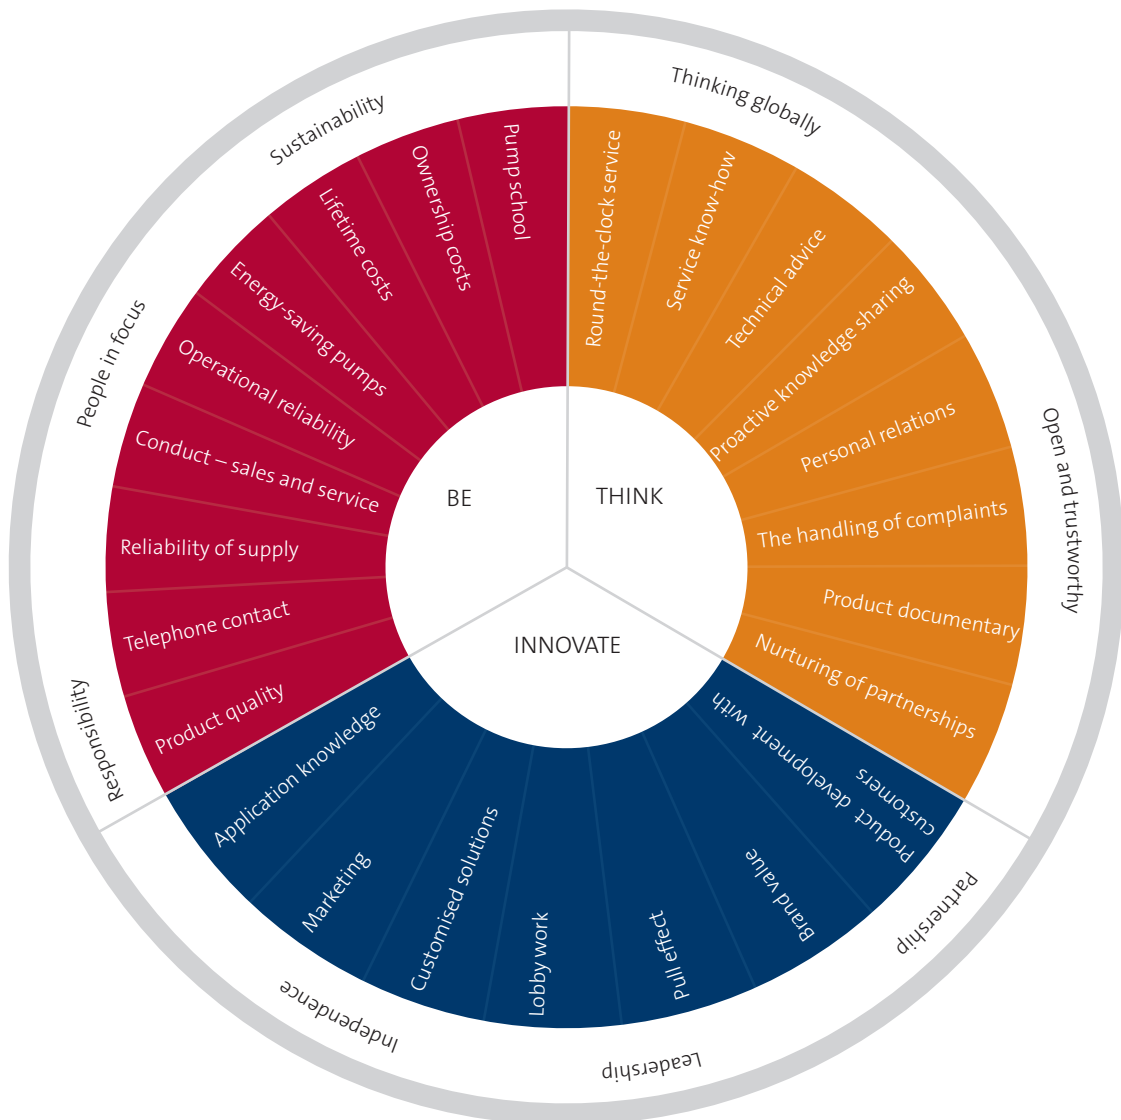 Thinking globally
Open and trustworthy
Partnership
Leadership
Independence
Responsibility
People in focus
Sustainability
BE
THINK
INNOVATE
Round-the-clock service
Service know-how
Technical advice
Proactive knowledge sharing
Personal relations
The handling of complaints
Product documentary
Nurturing of partnerships
Product development with
customers
Brand value
Pull effect
Lobby work
Customised solutions
Marketing
Application knowledge
Product quality
Telephone contact
Reliability of supply
Conduct – sales and service
Operational reliability
Energy-saving pumps
Lifetime costs
Ownership costs
Pump school